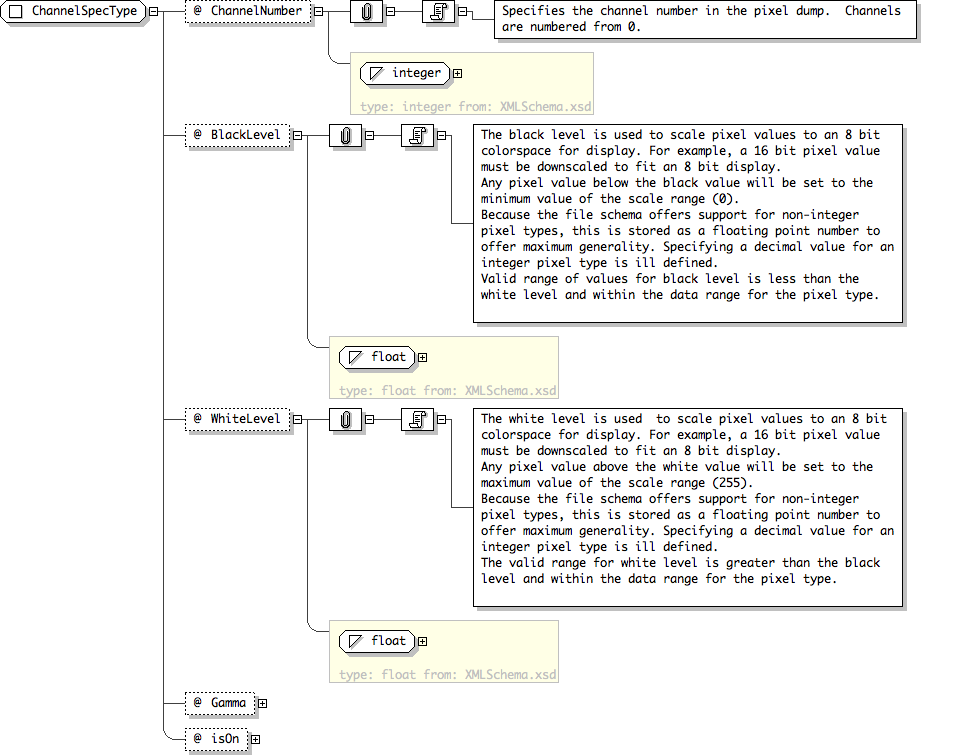 ChannelSpecType
@ ChannelNumber
Specifies the channel number in the pixel dump.  Channels
are numbered from 0.
integer
type: integer from: XMLSchema.xsd
@ BlackLevel
The black level is used to scale pixel values to an 8 bit
colorspace for display. For example, a 16 bit pixel value
must be downscaled to fit an 8 bit display.
Any pixel value below the black value will be set to the
minimum value of the scale range (0).
Because the file schema offers support for non-integer
pixel types, this is stored as a floating point number to
offer maximum generality. Specifying a decimal value for an
integer pixel type is ill defined.
Valid range of values for black level is less than the
white level and within the data range for the pixel type.
float
type: float from: XMLSchema.xsd
@ WhiteLevel
The white level is used  to scale pixel values to an 8 bit
colorspace for display. For example, a 16 bit pixel value
must be downscaled to fit an 8 bit display.
Any pixel value above the white value will be set to the
maximum value of the scale range (255).
Because the file schema offers support for non-integer
pixel types, this is stored as a floating point number to
offer maximum generality. Specifying a decimal value for an
integer pixel type is ill defined.
The valid range for white level is greater than the black
level and within the data range for the pixel type.
float
type: float from: XMLSchema.xsd
@ Gamma
@ isOn